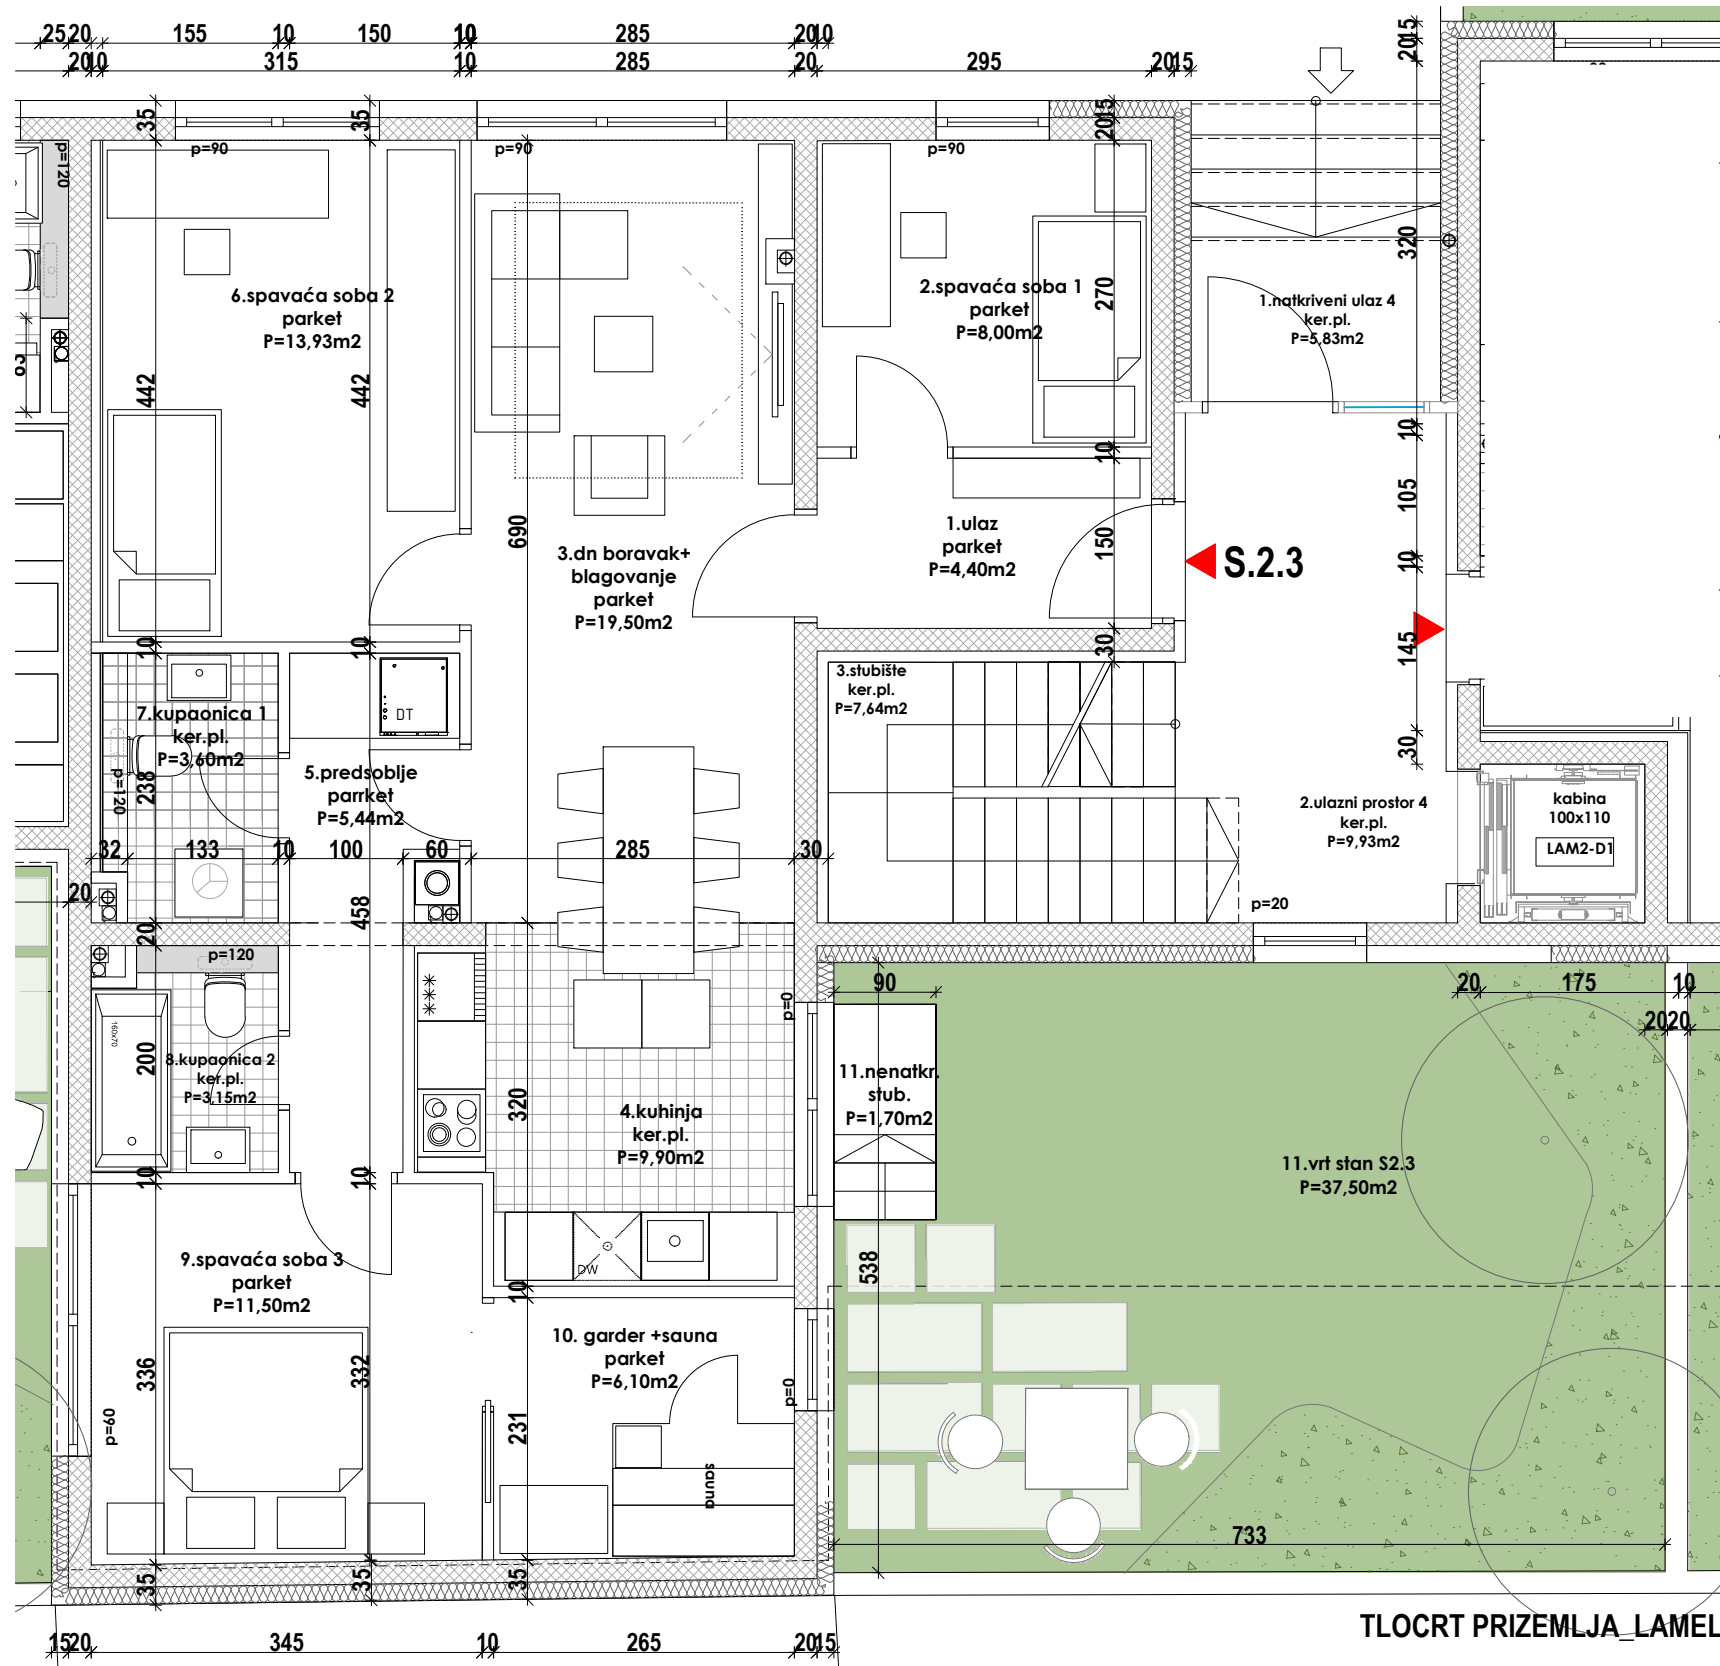 25 20 155 10 150 10 285 20 10
20 10 315 10 285 20 295 20 15
20 15
35 35 20 15
p=90 p=90 p=90
p=120
6.spavaća soba 2
parket
P=13,93m2
442 442
2.spavaća soba 1
parket
P=8,00m2
270
320
1.natkriveni ulaz 4
ker.pl.
P=5,83m2
63
10 10
105
690
3.dn boravak+
blagovanje
parket
P=19,50m2
1.ulaz
parket
P=4,40m2
150
S.2.3
10
145
10 10 30
3.stubište
ker.pl.
P=7,64m2
DT
7.kupaonica 1
ker.pl.
P=3,60m2
238
p=120
5.predsoblje
parrket
P=5,44m2
30
2.ulazni prostor 4
ker.pl.
P=9,93m2
kabina
100x110
LAM2-D1
32 133 10 100 60 285 30
20
458
p=20
20
p=120
90
20 175 10
20 20
p=0
160x70
200
8.kupaonica 2
ker.pl.
P=3,15m2
320
4.kuhinja
ker.pl.
P=9,90m2
11.nenatkr.
stub.
P=1,70m2
11.vrt stan S2.3
P=37,50m2
10 10
9.spavaća soba 3
parket
P=11,50m2
DW
538
10
10. garder +sauna
parket
P=6,10m2
336 332
p=0
p=60
231
sauna
733
35 35 35
TLOCRT PRIZEMLJA_LAMEL
15 20 345 10 265 20 15